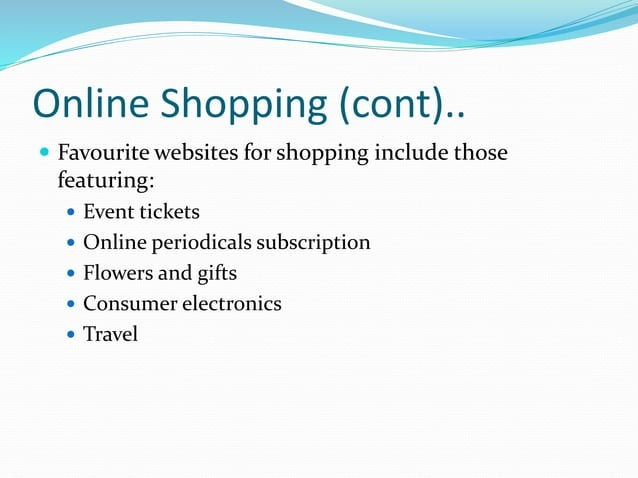 Online Shopping (cont)..
• Favourite websites for shopping include those
featuring:
• Event tickets
• Online periodicals subscription
• Flowers and gifts
• Consumer electronics
• Travel